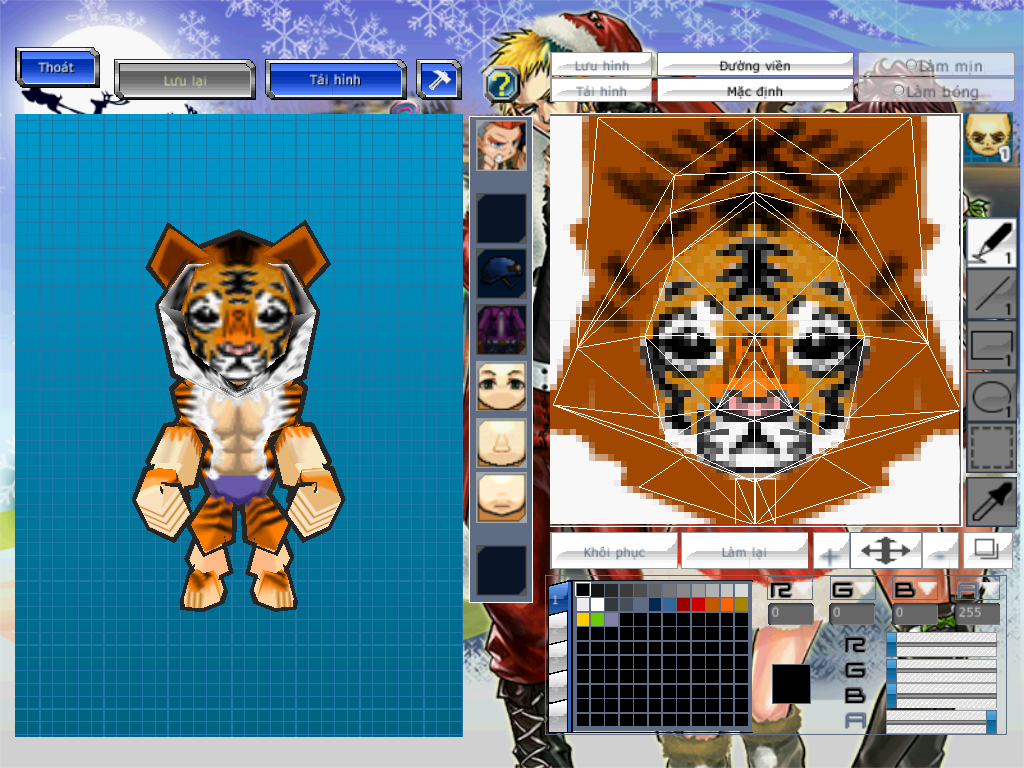 Thoát
Lưu lại
Tải hình
?
Lưu hình
Đường viền
Làm mịn
Tải hình
Mặc định
Làm bóng
1
1
1
1
1
Khôi phục
Làm lại
1
R G B A
0 0 0 255
R
G
B
A